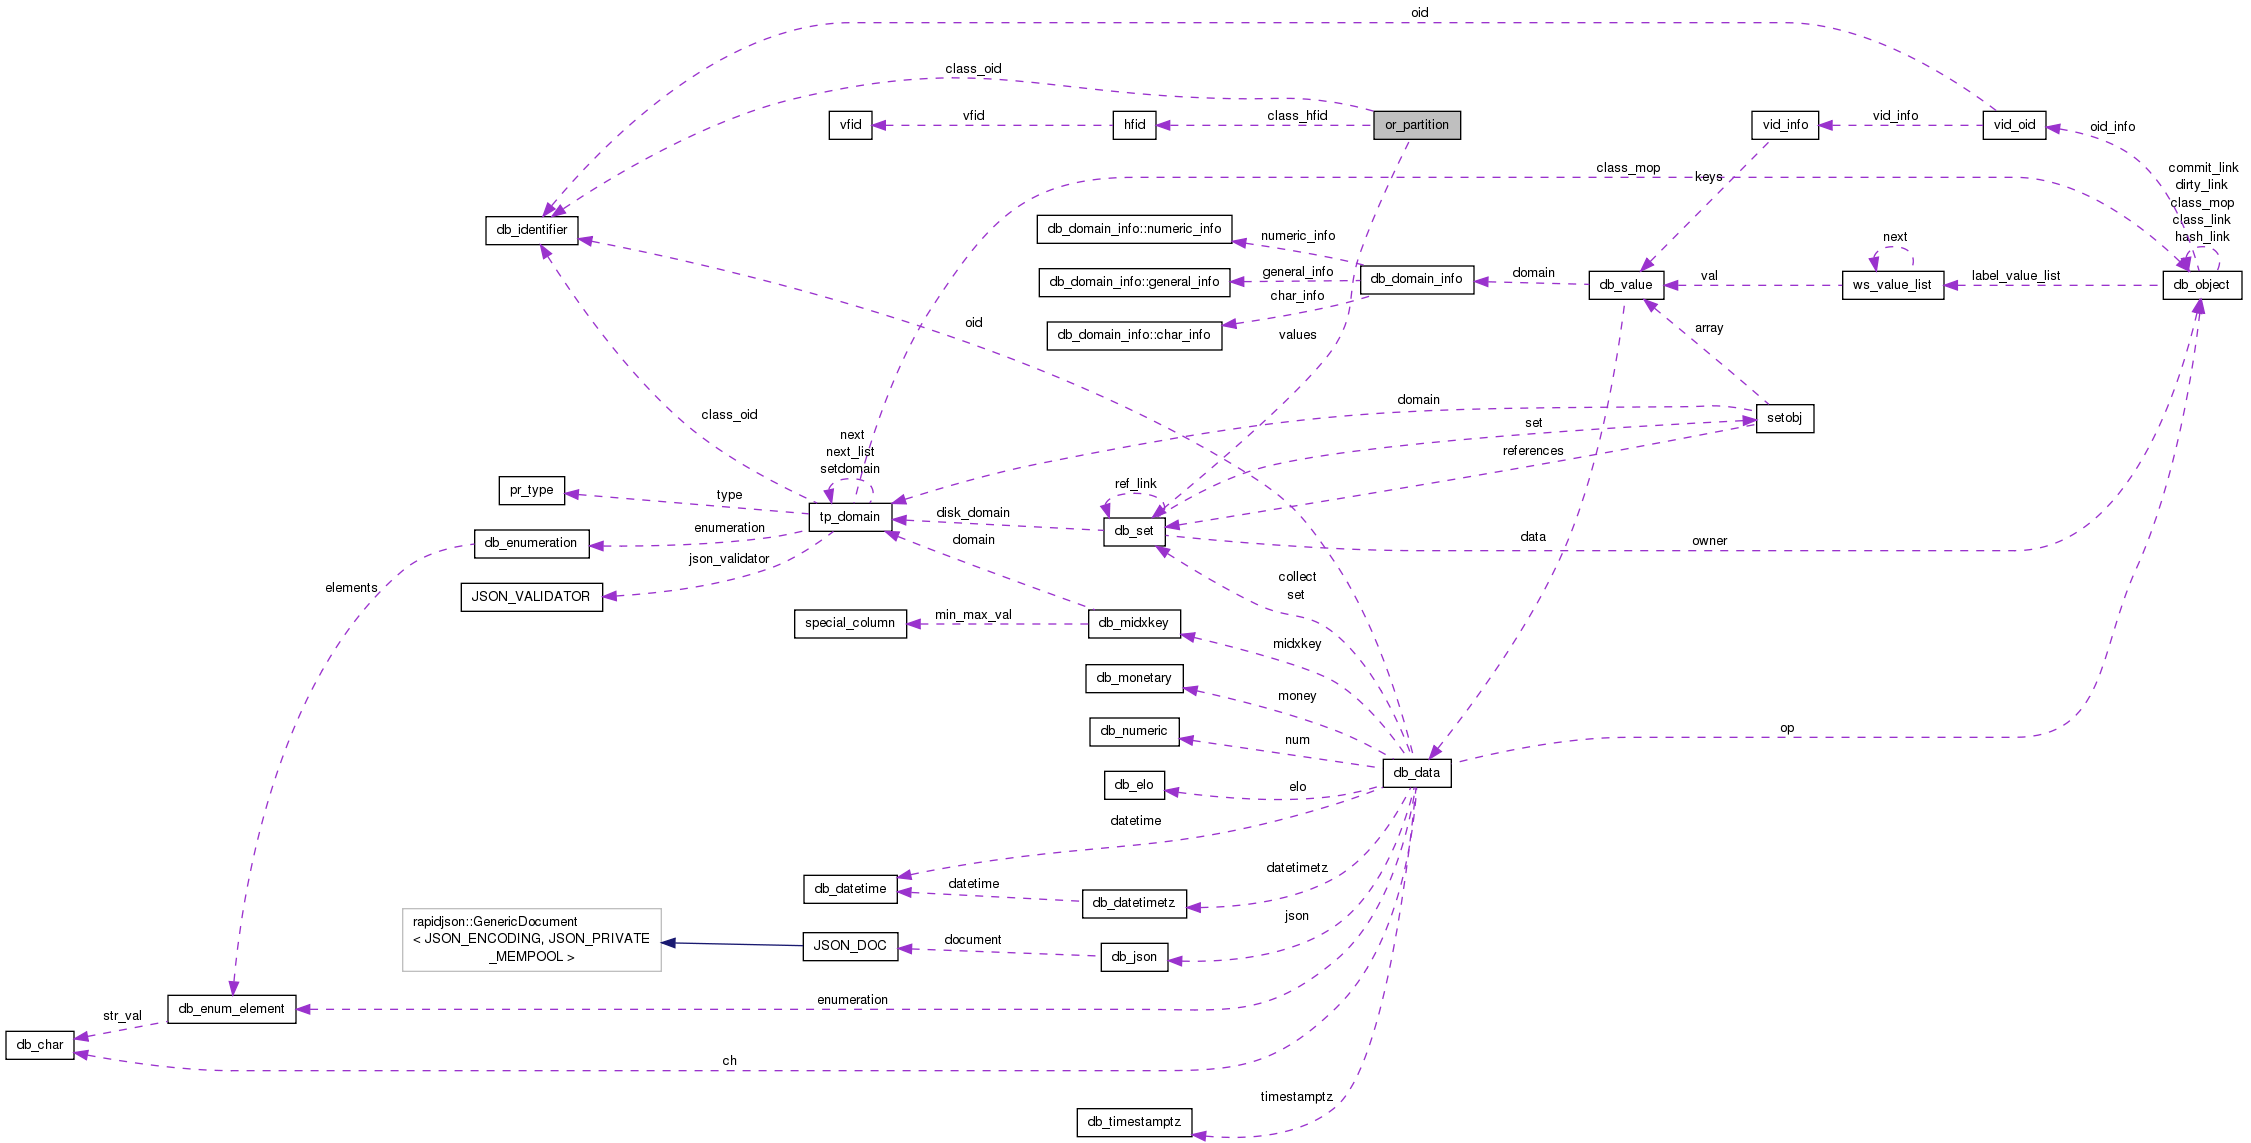 oid
class_oid
vfid
vfid
hfid
class_hfid
or_partition
vid_info
vid_info
vid_oid
oid_info
class_mop
keys
commit_link
dirty_link
class_mop
class_link
hash_link
db_identifier
db_domain_info::numeric_info
numeric_info
next
db_domain_info::general_info
general_info
db_domain_info
domain
db_value
val
ws_value_list
label_value_list
db_object
char_info
db_domain_info::char_info
values
array
oid
class_oid
domain
setobj
set
references
next
next_list
setdomain
pr_type
type
tp_domain
disk_domain
ref_link
db_set
db_enumeration
enumeration
domain
data
owner
json_validator
JSON_VALIDATOR
elements
collect
set
special_column
min_max_val
db_midxkey
midxkey
db_monetary
money
db_numeric
num
op
db_data
db_elo
elo
datetime
db_datetime
datetime
db_datetimetz
datetimetz
rapidjson::GenericDocument
< JSON_ENCODING, JSON_PRIVATE
_MEMPOOL >
JSON_DOC
document
db_json
json
db_enum_element
enumeration
str_val
db_char
ch
timestamptz
db_timestamptz